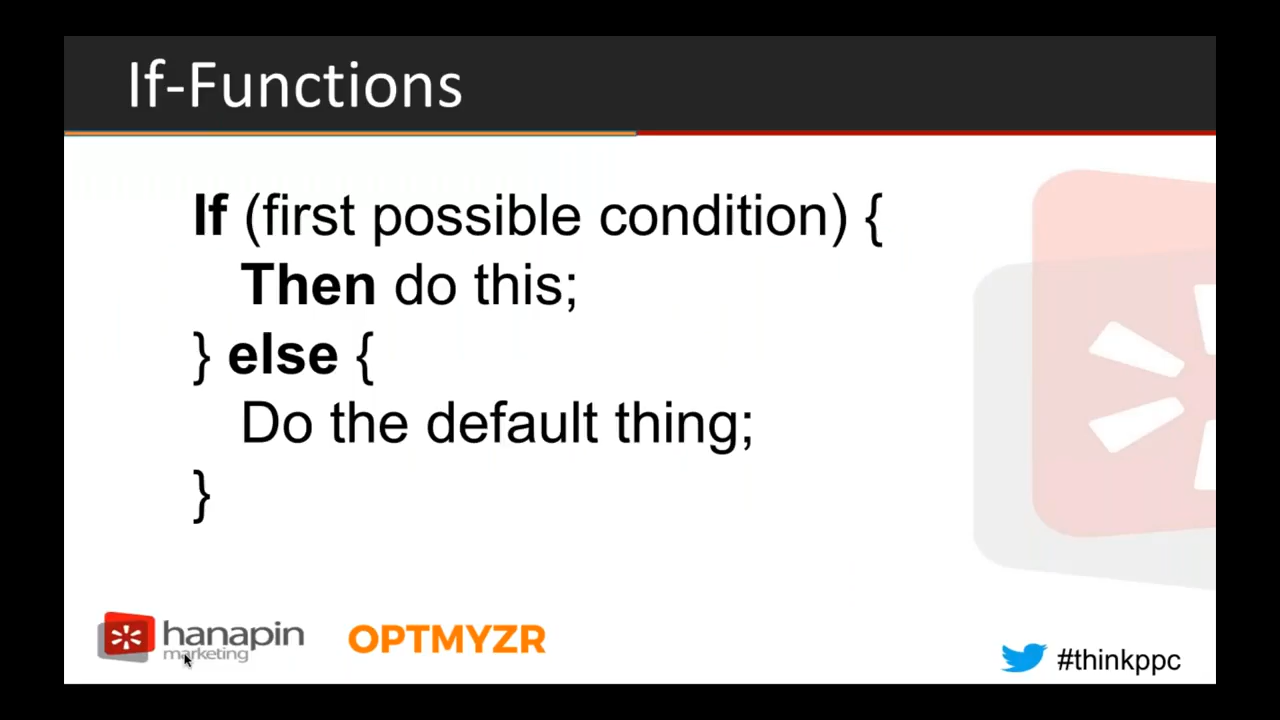 If-Functions
If (first possible condition) {
Then do this;
} else {
Do the default thing;
}
hanapin
marketing
OPTMYZR
#thinkppc